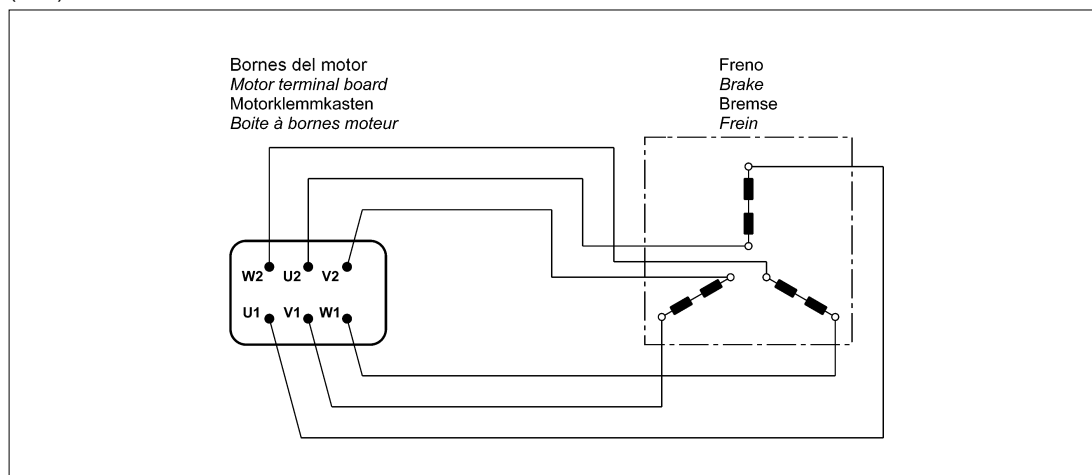 Bornes del motor
Motor terminal board
Motorklemmkasten
Boite à bornes moteur
Freno
Brake
Bremse
Frein
W2 U2 V2
U1 V1 W1